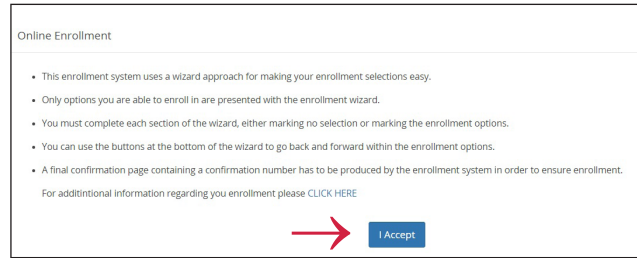 Online Enrollment
• This enrollment system uses a wizard approach for making your enrollment selections easy.
• Only options you are able to enroll in are presented with the enrollment wizard.
• You must complete each section of the wizard, either marking no selection or marking the enrollment options.
• You can use the buttons at the bottom of the wizard to go back and forward within the enrollment options.
• A final confirmation page containing a confirmation number has to be produced by the enrollment system in order to ensure enrollment.
For additintional information regarding you enrollment please CLICK HERE
I Accept